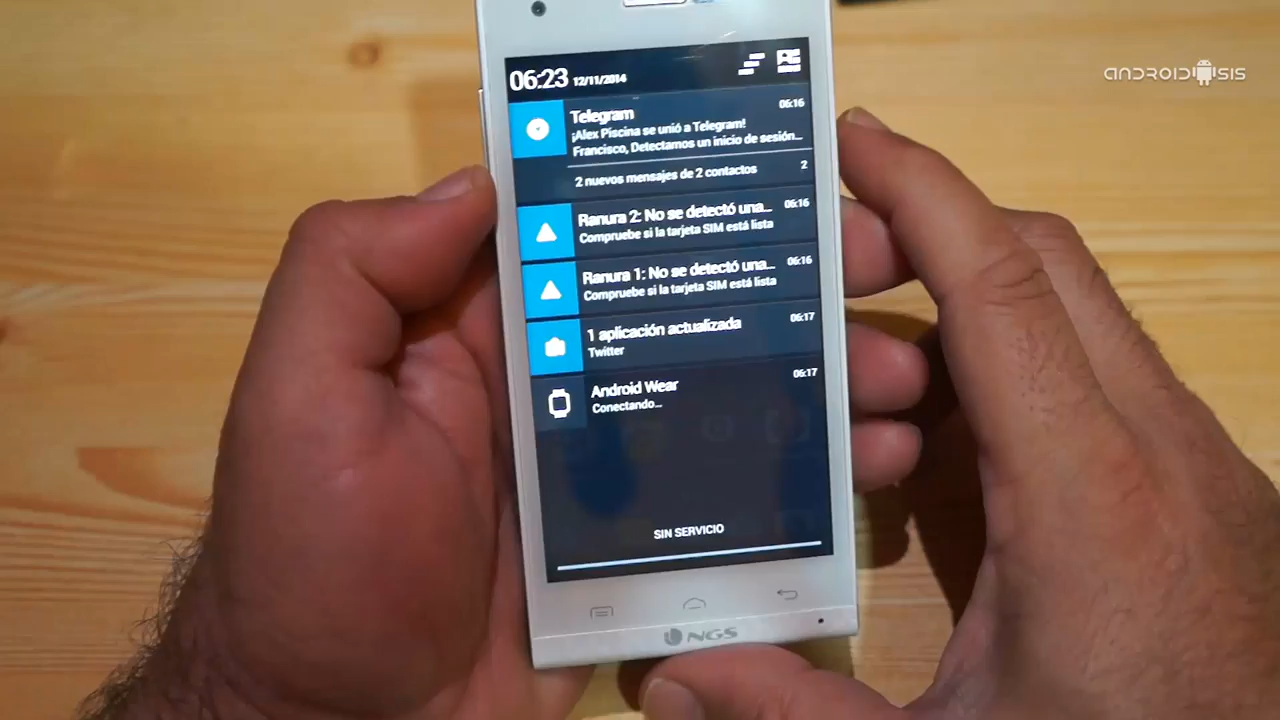 ANDROIDSIS
06:23 12/11/2014
Telegram 06:16
¡Alex Piscina se unió a Telegram!
Francisco, Detectamos un inicio de sesión...
2 nuevos mensajes de 2 contactos 2
Ranura 2: No se detectó una... 06:16
Compruebe si la tarjeta SIM está lista
Ranura 1: No se detectó una... 06:16
Compruebe si la tarjeta SIM está lista
1 aplicación actualizada 06:17
Twitter
Android Wear 06:17
Conectando...
SIN SERVICIO
NGS